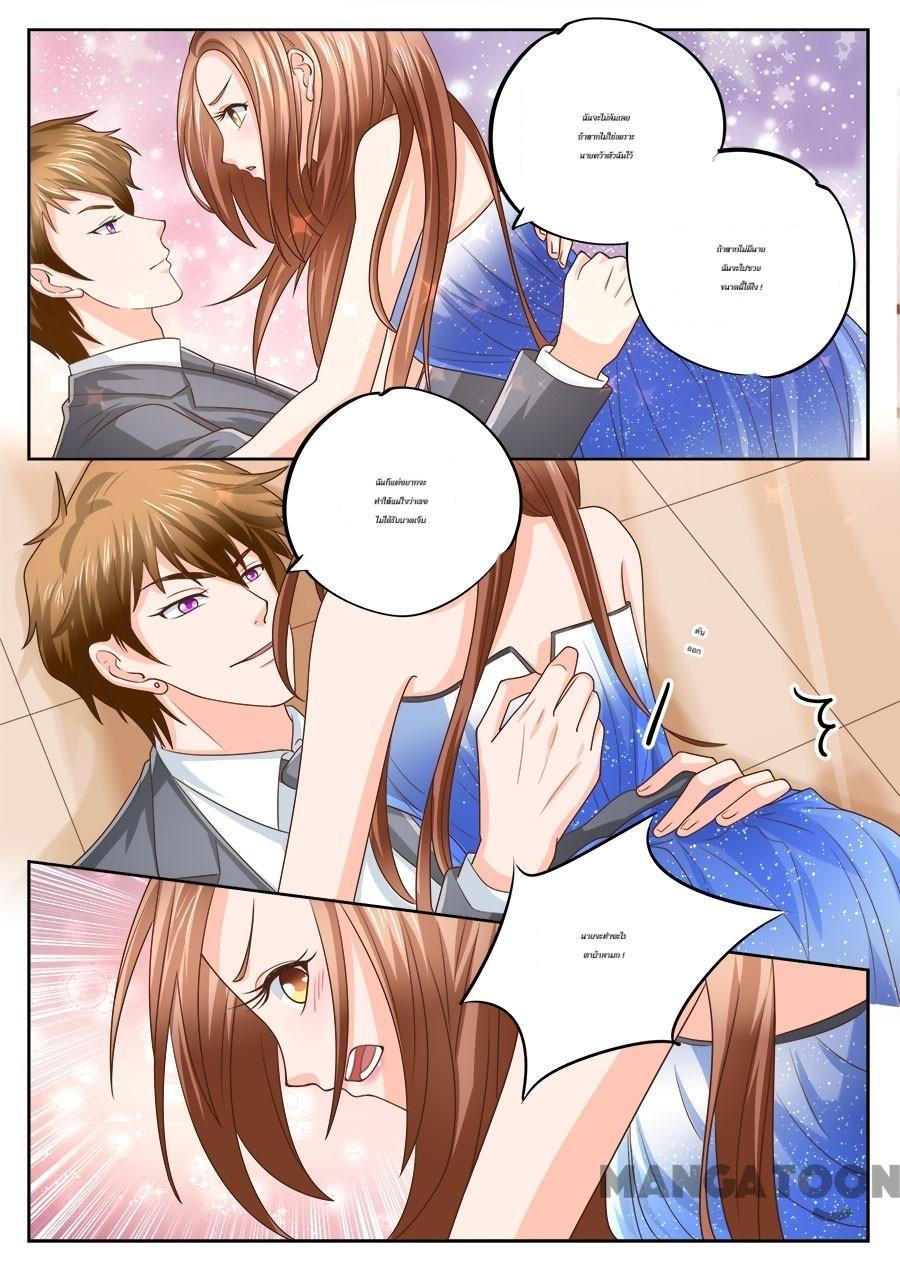 ฉันจะไม่ล้มเลย
ถ้าหากไม่ใช่เพราะ
นายคว้าตัวฉันไว้
ถ้าหากไม่มีนาย
ฉันจะไปซวย
ขนาดนี้ได้ไง !
ฉันก็แค่อยากจะ
ทำให้แน่ใจว่าเธอ
ไม่ได้รับบาดเจ็บ
ดัน
ออก
นายจะทำอะไร
ตาบ้าลามก !
MANGATOON